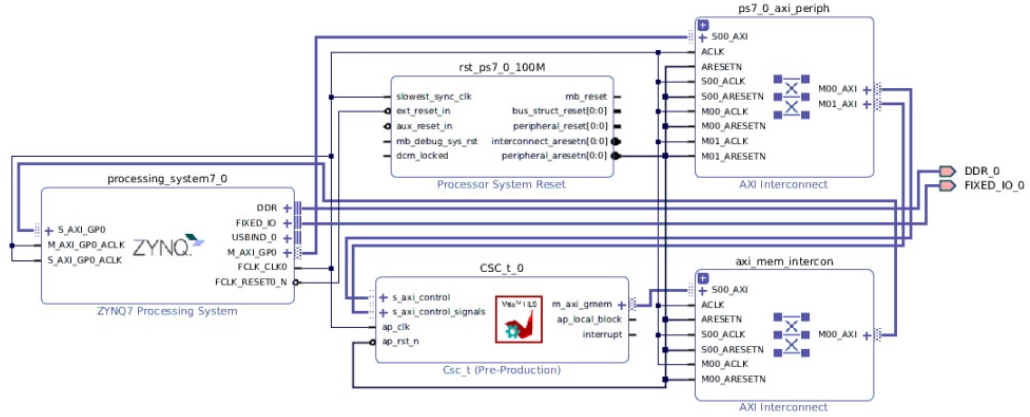 ps7_0_axi_periph
S00_AXI
ACLK
ARESETN
S00_ACLK
S00_ARESETN
M00_ACLK
M00_ARESETN
M01_ACLK
M01_ARESETN
M00_AXI
M01_AXI
AXI Interconnect
rst_ps7_0_100M
slowest_sync_clk
ext_reset_in
aux_reset_in
mb_debug_sys_rst
dcm_locked
mb_reset
bus_struct_reset[0:0]
peripheral_reset[0:0]
interconnect_aresetn[0:0]
peripheral_aresetn[0:0]
Processor System Reset
DDR_0
FIXED_IO_0
processing_system7_0
S_AXI_GP0
M_AXI_GP0_ACLK
S_AXI_GP0_ACLK
ZYNQ
DDR
FIXED_IO
USBIND_0
M_AXI_GP0
FCLK_CLK0
FCLK_RESET0_N
ZYNQ7 Processing System
CSC_t_0
s_axi_control
s_axi_control_signals
ap_clk
ap_rst_n
Vitis™ HLS
m_axi_gmem
ap_local_block
interrupt
Csc_t (Pre-Production)
axi_mem_intercon
S00_AXI
ACLK
ARESETN
S00_ACLK
S00_ARESETN
M00_ACLK
M00_ARESETN
M00_AXI
AXI Interconnect